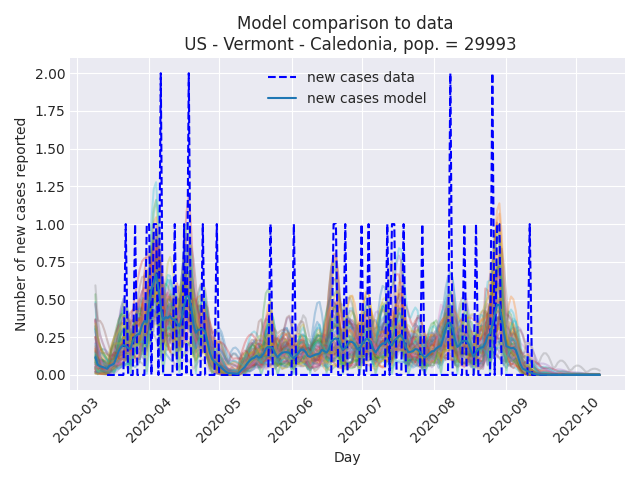 Model comparison to data
US - Vermont - Caledonia, pop. = 29993
new cases data
new cases model
Number of new cases reported
2.00
1.75
1.50
1.25
1.00
0.75
0.50
0.25
0.00
2020-03
2020-04
2020-05
2020-06
2020-07
2020-08
2020-09
2020-10
Day